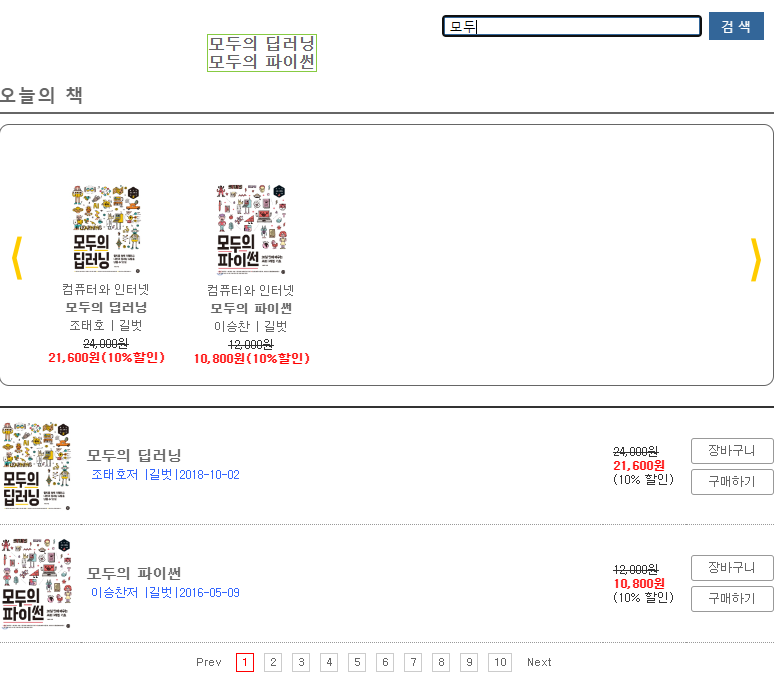 모두
검 색
모두의 딥러닝
모두의 파이썬
오늘의 책
모두의
딥러닝
컴퓨터와 인터넷
모두의 딥러닝
조태호 | 길벗
24,000원
21,600원(10%할인)
모두의
파이썬
컴퓨터와 인터넷
모두의 파이썬
이승찬 | 길벗
12,000원
10,800원(10%할인)
모두의
딥러닝
모두의 딥러닝
조태호저 |길벗|2018-10-02
24,000원
21,600원
(10% 할인)
장바구니
구매하기
모두의
파이썬
모두의 파이썬
이승찬저 |길벗|2016-05-09
12,000원
10,800원
(10% 할인)
장바구니
구매하기
Prev 1 2 3 4 5 6 7 8 9 10 Next